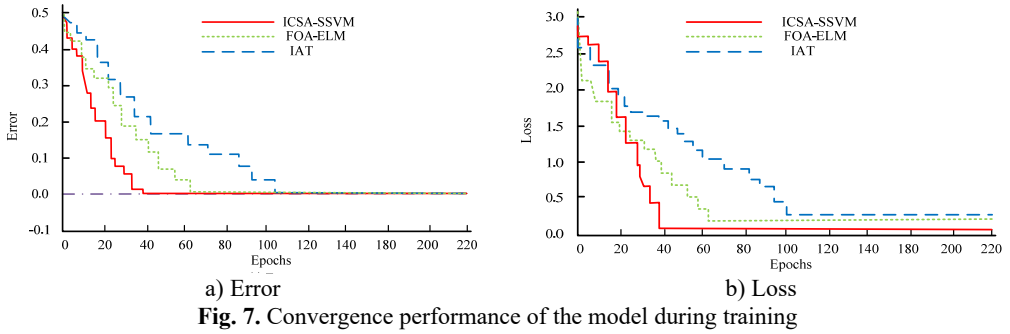 0.5
0.4
0.3
0.2
0.1
0.0
-0.1
Error
ICSA-SSVM
FOA-ELM
IAT
0 20 40 60 80 100 120 140 160 180 200 220
Epochs
a) Error
3.0
2.5
2.0
1.5
1.0
0.5
0.0
Loss
ICSA-SSVM
FOA-ELM
IAT
20 40 60 80 100 120 140 160 180 200 220
Epochs
b) Loss
Fig. 7. Convergence performance of the model during training